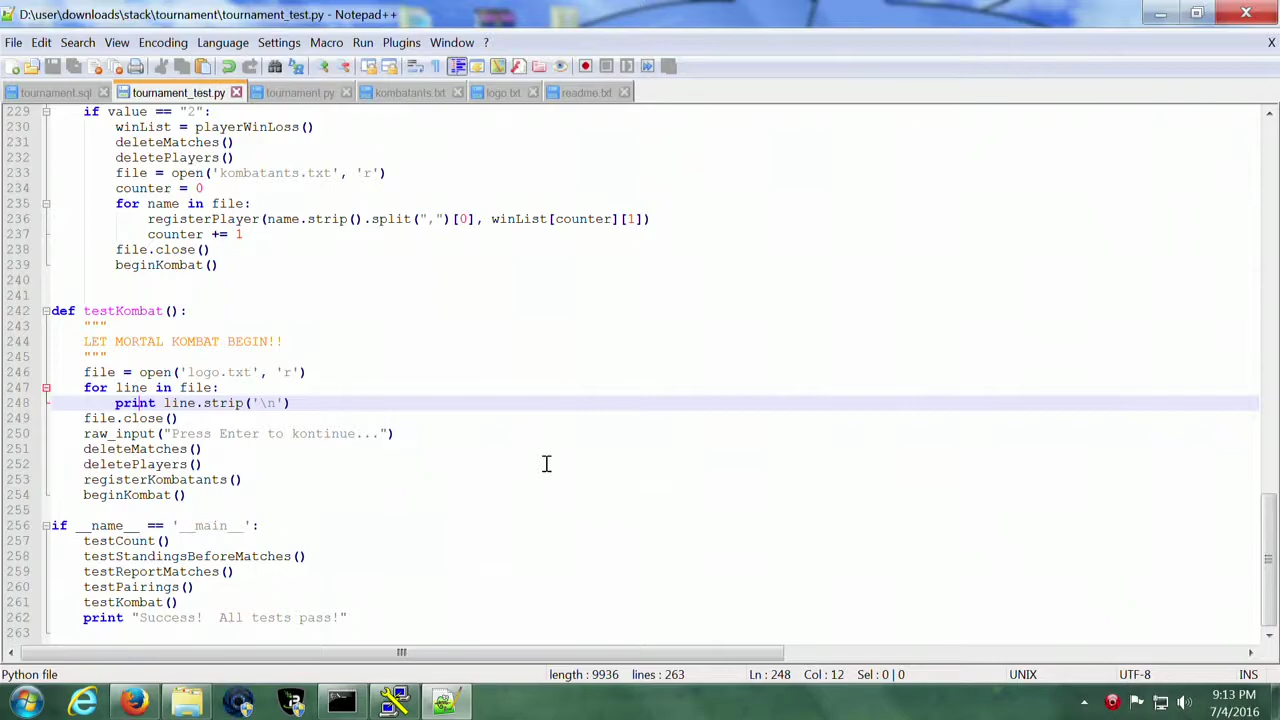 D:\user\downloads\stack\tournament\tournament_test.py - Notepad++
File Edit Search View Encoding Language Settings Macro Run Plugins Window ? X
tournament.sql tournament_test.py tournament.py kombatants.txt logo.txt readme.txt
229     if value == "2":
230         winList = playerWinLoss()
231         deleteMatches()
232         deletePlayers()
233         file = open('kombatants.txt', 'r')
234         counter = 0
235         for name in file:
236             registerPlayer(name.strip().split(",")[0], winList[counter][1])
237             counter += 1
238         file.close()
239         beginKombat()
240
241
242 def testKombat():
243     """
244     LET MORTAL KOMBAT BEGIN!!
245     """
246     file = open('logo.txt', 'r')
247     for line in file:
248         print line.strip('\n')
249     file.close()
250     raw_input("Press Enter to kontinue...")
251     deleteMatches()
252     deletePlayers()
253     registerKombatants()
254     beginKombat()
255
256 if __name__ == '__main__':
257     testCount()
258     testStandingsBeforeMatches()
259     testReportMatches()
260     testPairings()
261     testKombat()
262     print "Success!  All tests pass!"
263
Python file length : 9936 lines : 263 Ln : 248 Col : 12 Sel : 0 | 0 UNIX UTF-8 INS
9:13 PM
7/4/2016